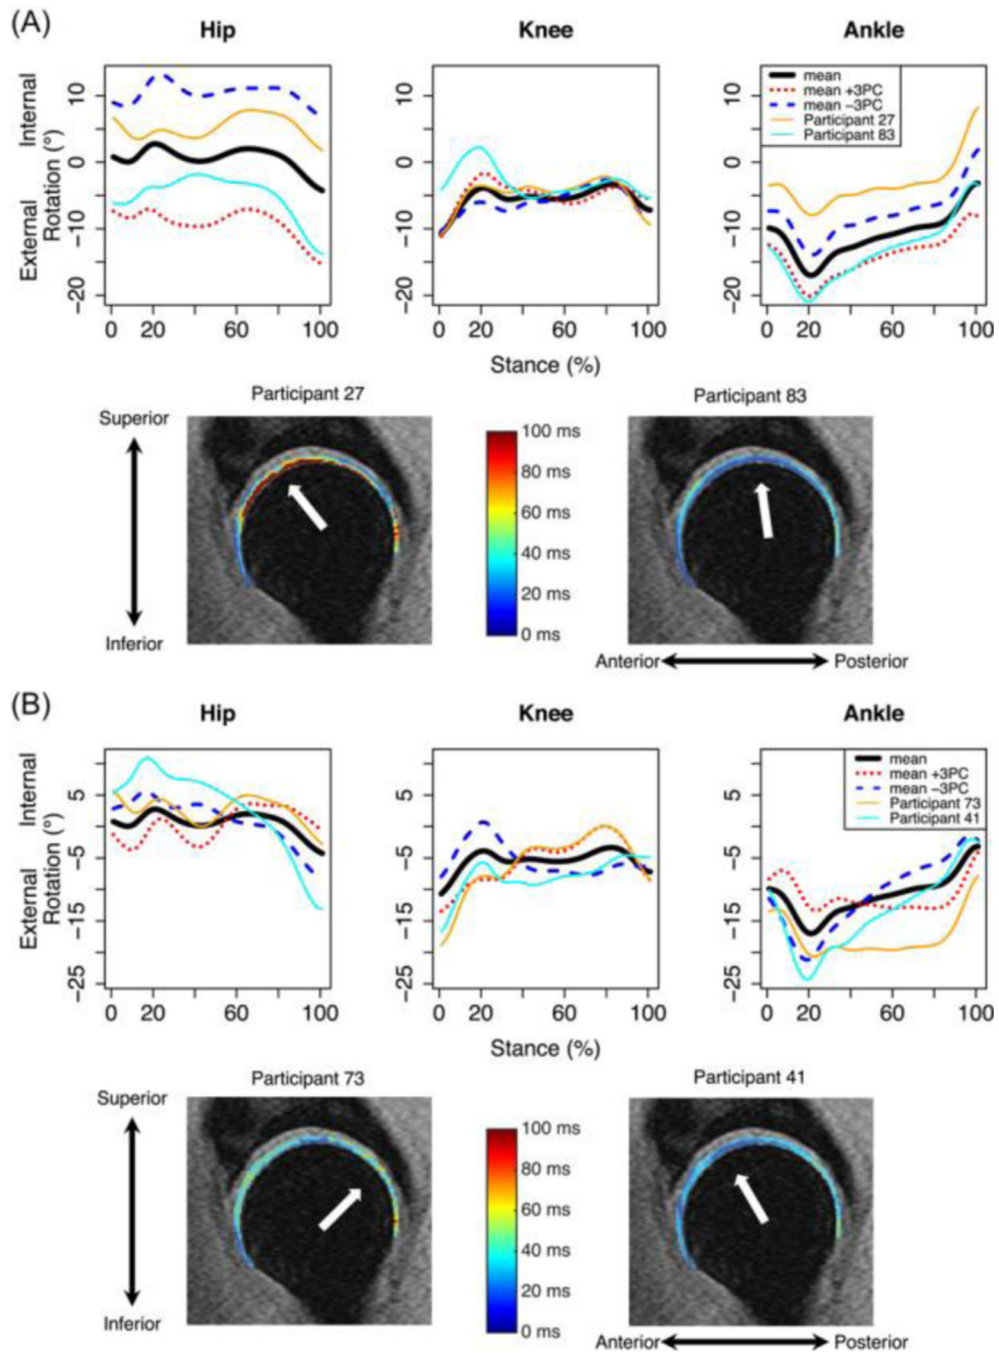 (A)
Hip Knee Ankle
External Internal
Rotation (°)
10
0
−10
−20
10
0
−10
−20
10
0
−10
−20
mean
mean +3PC
mean −3PC
Participant 27
Participant 83
0 20 60 100
0 20 60 100
0 20 60 100
Stance (%)
Participant 27 Participant 83
Superior
Inferior
100 ms
80 ms
60 ms
40 ms
20 ms
0 ms
Anterior Posterior
(B)
Hip Knee Ankle
External Internal
Rotation (°)
5
−5
−15
−25
5
−5
−15
−25
5
−5
−15
−25
mean
mean +3PC
mean −3PC
Participant 73
Participant 41
0 20 60 100
0 20 60 100
0 20 60 100
Stance (%)
Participant 73 Participant 41
Superior
Inferior
100 ms
80 ms
60 ms
40 ms
20 ms
0 ms
Anterior Posterior